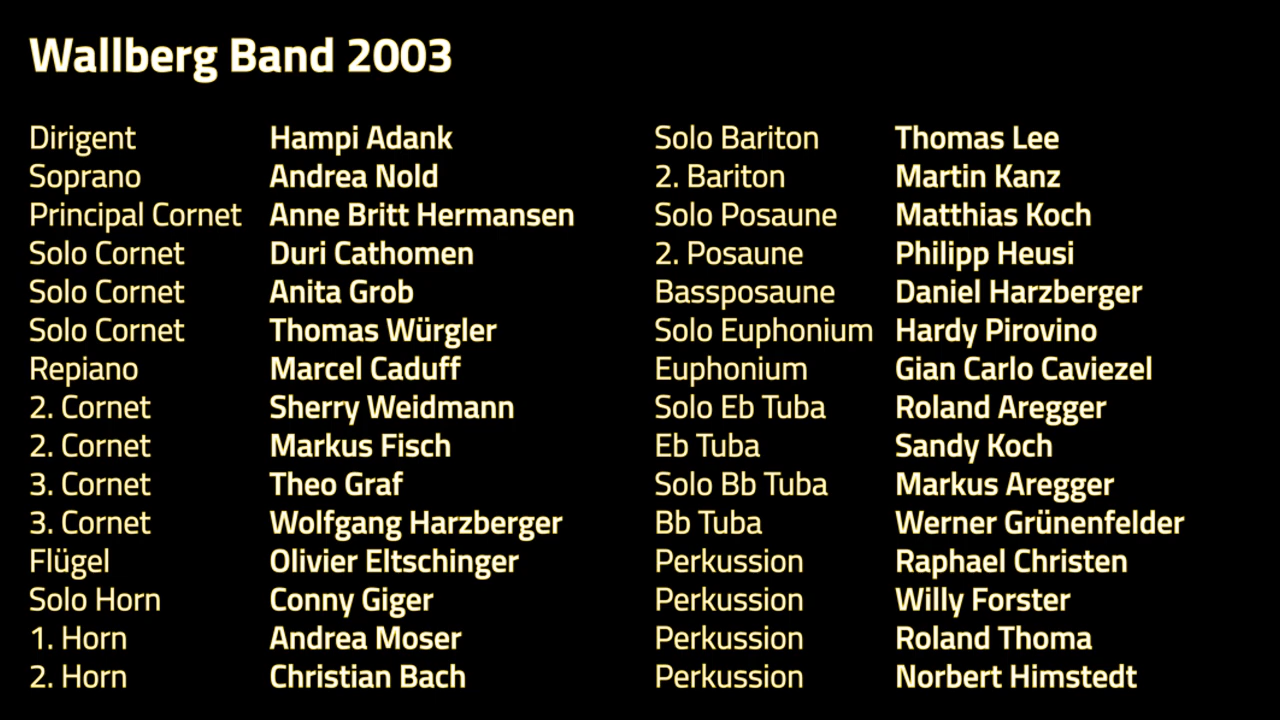 Wallberg Band 2003
Dirigent Hampi Adank
Soprano Andrea Nold
Principal Cornet Anne Britt Hermansen
Solo Cornet Duri Cathomen
Solo Cornet Anita Grob
Solo Cornet Thomas Würgler
Repiano Marcel Caduff
2. Cornet Sherry Weidmann
2. Cornet Markus Fisch
3. Cornet Theo Graf
3. Cornet Wolfgang Harzberger
Flügel Olivier Eltschinger
Solo Horn Conny Giger
1. Horn Andrea Moser
2. Horn Christian Bach
Solo Bariton Thomas Lee
2. Bariton Martin Kanz
Solo Posaune Matthias Koch
2. Posaune Philipp Heusi
Bassposaune Daniel Harzberger
Solo Euphonium Hardy Pirovino
Euphonium Gian Carlo Caviezel
Solo Eb Tuba Roland Aregger
Eb Tuba Sandy Koch
Solo Bb Tuba Markus Aregger
Bb Tuba Werner Grünenfelder
Perkussion Raphael Christen
Perkussion Willy Forster
Perkussion Roland Thoma
Perkussion Norbert Himstedt